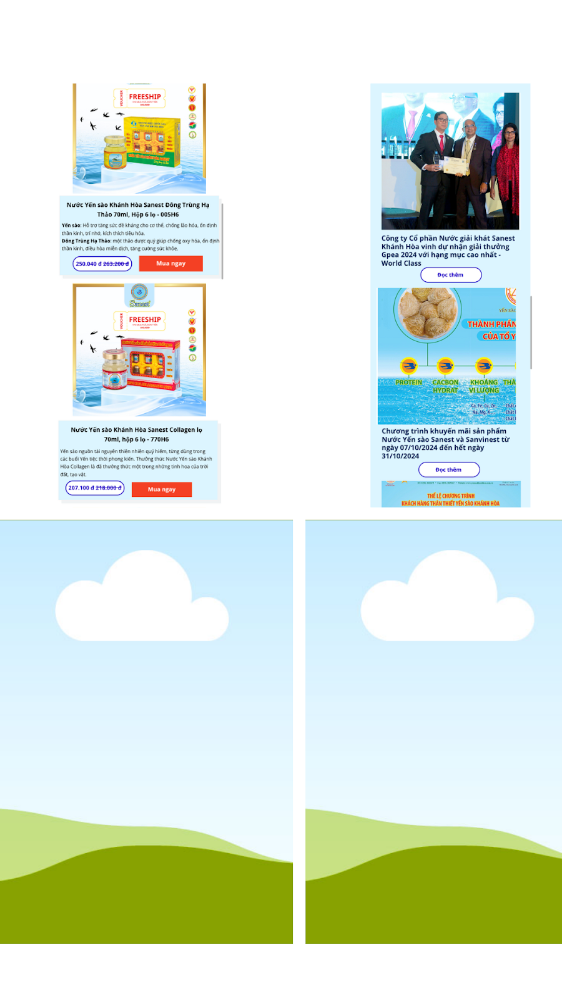 VOUCHER
FREESHIP
Nước Yến sào Khánh Hòa Sanest Đông Trùng Hạ
Thảo 70ml, Hộp 6 lọ - 005H6
Yến sào: Hỗ trợ tăng sức đề kháng cho cơ thể, chống lão hóa, ổn định
thần kinh, trí nhớ, kích thích tiêu hóa.
Đông Trùng Hạ Thảo: một thảo dược quý giúp chống oxy hóa, ổn định
thần kinh, điều hòa miễn dịch, tăng cường sức khỏe.
250.040 đ 263.200 đ
Mua ngay
Sanest
VOUCHER
FREESHIP
Nước Yến sào Khánh Hòa Sanest Collagen lọ
70ml, hộp 6 lọ - 770H6
Yến sào nguồn tài nguyên thiên nhiên quý hiếm, từng dùng trong
các buổi Yến tiệc thời phong kiến. Thưởng thức Nước Yến sào Khánh
Hòa Collagen là đã thưởng thức một trong những tinh hoa của trời
đất, tạo vật.
207.100 đ 218.000 đ
Mua ngay
Công ty Cổ phần Nước giải khát Sanest
Khánh Hòa vinh dự nhận giải thưởng
Gpea 2024 với hạng mục cao nhất -
World Class
Đọc thêm
YẾN SÀO
THÀNH PHẦN
CỦA TỔ Y
PROTEIN
CACBON
HYDRAT
KHOÁNG
VI LƯỢNG
Ca, Fe, Cu, Zn,
Na, Mg, K...
Chương trình khuyến mãi sản phẩm
Nước Yến sào Sanest và Sanvinest từ
ngày 07/10/2024 đến hết ngày
31/10/2024
Đọc thêm
THỂ LỆ CHƯƠNG TRÌNH
KHÁCH HÀNG THÂN THIẾT YẾN SÀO KHÁNH HÒA